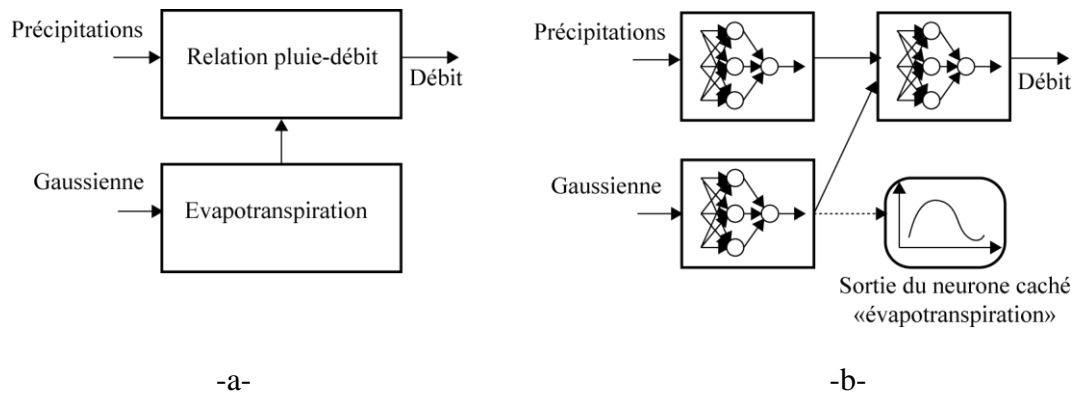 Précipitations
Relation pluie-débit
Débit
Gaussienne
Evapotranspiration
-a-
Précipitations
Débit
Gaussienne
Sortie du neurone caché
«évapotranspiration»
-b-